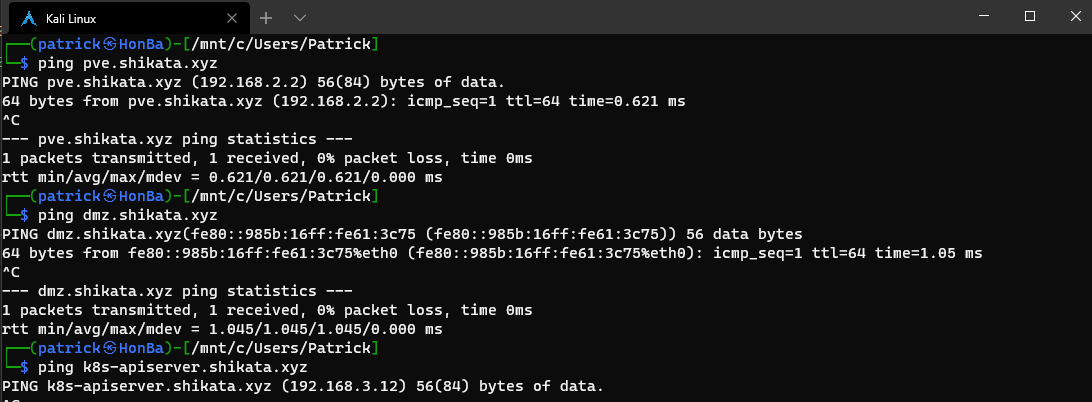 Kali Linux
┌──(patrick㉿HonBa)-[/mnt/c/Users/Patrick]
└─$ ping pve.shikata.xyz
PING pve.shikata.xyz (192.168.2.2) 56(84) bytes of data.
64 bytes from pve.shikata.xyz (192.168.2.2): icmp_seq=1 ttl=64 time=0.621 ms
^C
--- pve.shikata.xyz ping statistics ---
1 packets transmitted, 1 received, 0% packet loss, time 0ms
rtt min/avg/max/mdev = 0.621/0.621/0.621/0.000 ms
┌──(patrick㉿HonBa)-[/mnt/c/Users/Patrick]
└─$ ping dmz.shikata.xyz
PING dmz.shikata.xyz(fe80::985b:16ff:fe61:3c75 (fe80::985b:16ff:fe61:3c75)) 56 data bytes
64 bytes from fe80::985b:16ff:fe61:3c75%eth0 (fe80::985b:16ff:fe61:3c75%eth0): icmp_seq=1 ttl=64 time=1.05 ms
^C
--- dmz.shikata.xyz ping statistics ---
1 packets transmitted, 1 received, 0% packet loss, time 0ms
rtt min/avg/max/mdev = 1.045/1.045/1.045/0.000 ms
┌──(patrick㉿HonBa)-[/mnt/c/Users/Patrick]
└─$ ping k8s-apiserver.shikata.xyz
PING k8s-apiserver.shikata.xyz (192.168.3.12) 56(84) bytes of data.
^C